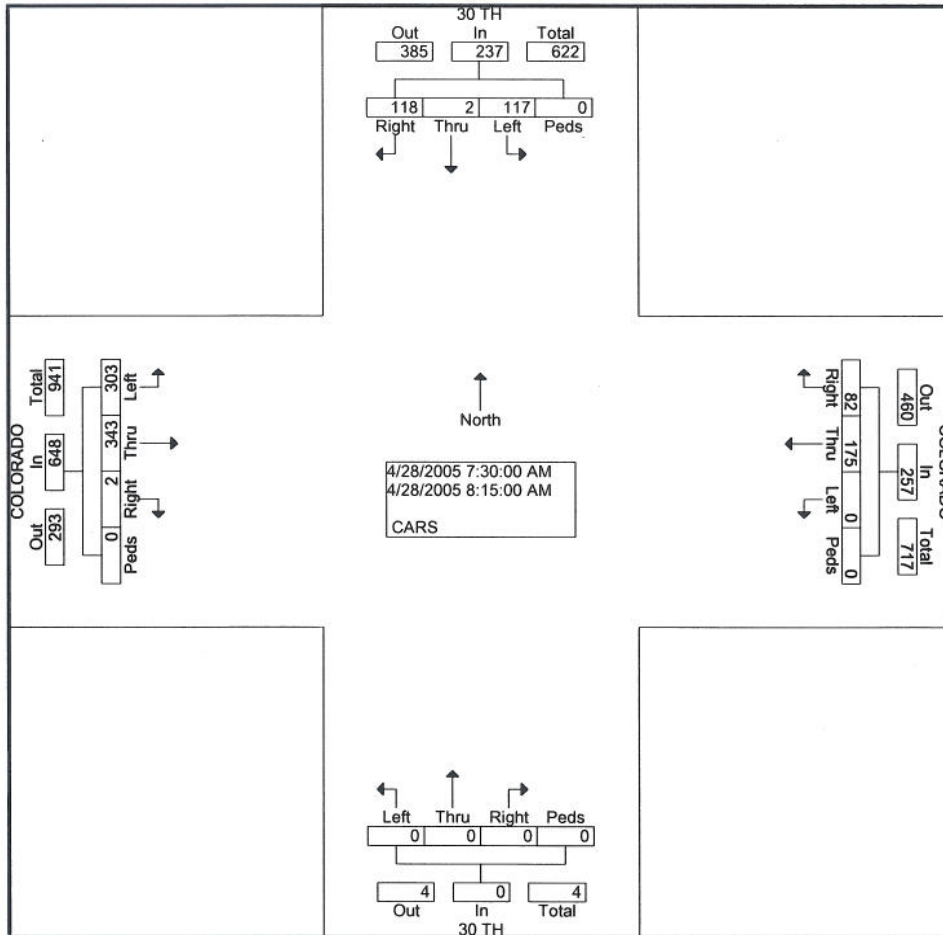 30 TH
Out In Total
385 237 622
118 2 117 0
Right Thru Left Peds
Total 941
In 648
Out 293
COLORADO
303 343 2 0
Left Thru Right Peds
North
4/28/2005 7:30:00 AM
4/28/2005 8:15:00 AM
CARS
Right Thru Left Peds
82 175 0 0
Out In Total
460 257 717
COLORADO
Left Thru Right Peds
0 0 0 0
4 0 4
Out In Total
30 TH